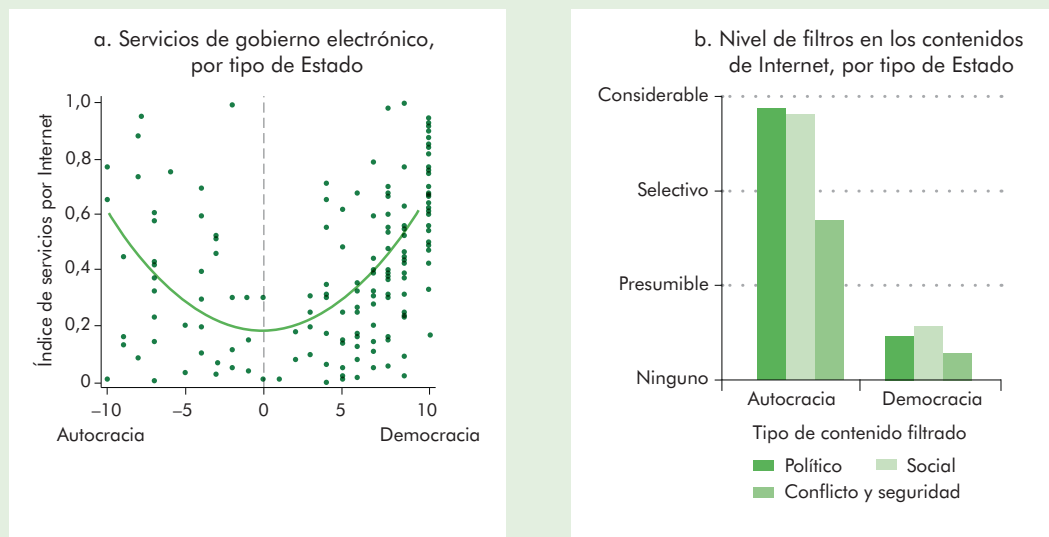 a. Servicios de gobierno electrónico,
por tipo de Estado
Índice de servicios por Internet
1,0
0,8
0,6
0,4
0,2
0
–10
–5
0
5
10
Autocracia
Democracia
b. Nivel de filtros en los contenidos
de Internet, por tipo de Estado
Considerable
Selectivo
Presumible
Ninguno
Autocracia
Democracia
Tipo de contenido filtrado
Político
Social
Conflicto y seguridad